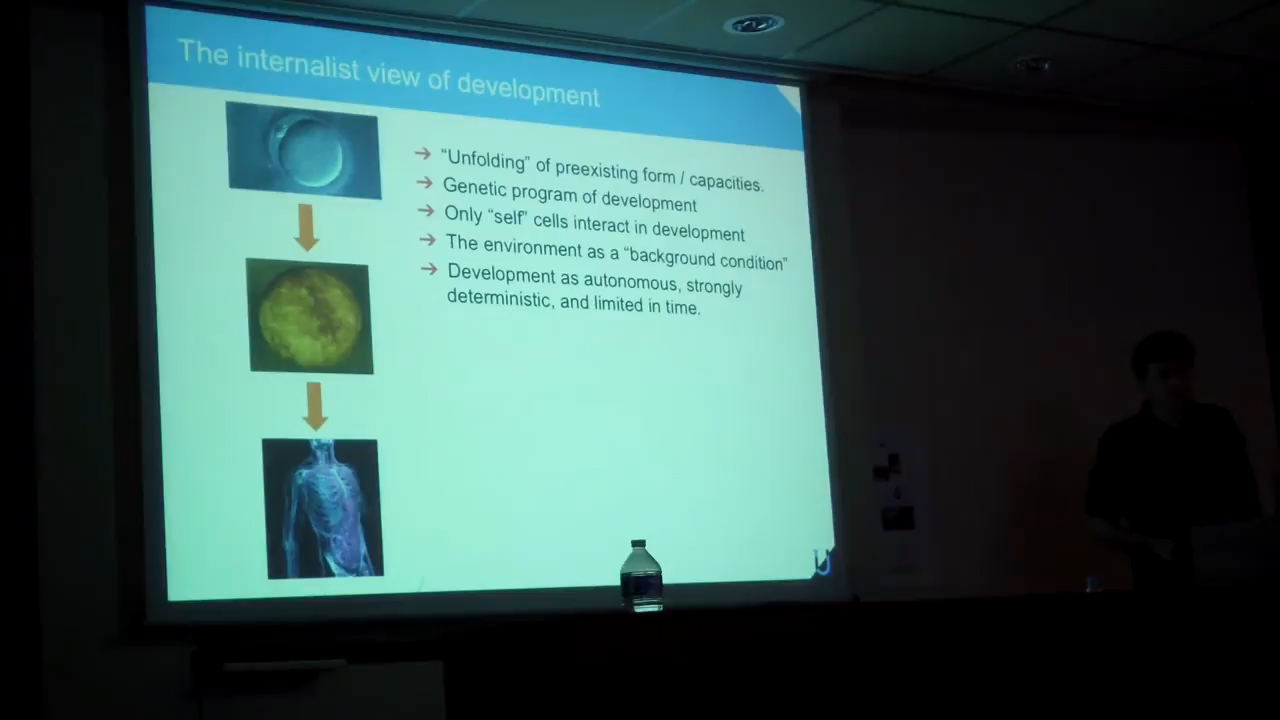 The internalist view of development
➔ “Unfolding” of preexisting form / capacities.
➔ Genetic program of development
➔ Only “self” cells interact in development
➔ The environment as a “background condition”
➔ Development as autonomous, strongly
deterministic, and limited in time.